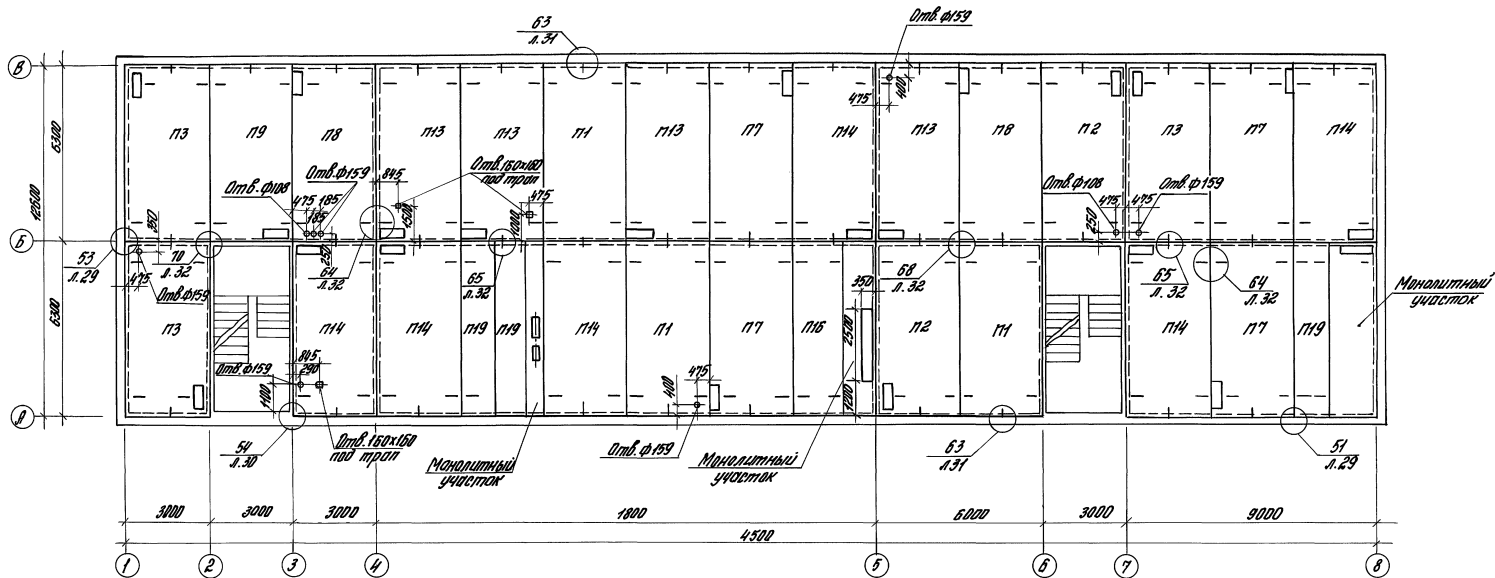 63
л.31
Отв.ф159
В
475
400
П3
П9
П8
П13
П13
П1
П13
П7
П14
П13
П8
П2
П3
П7
П14
6300
12600
Отв.ф108
Отв.ф159
845
Отв.160х160
под трап
475
185
185
1500
1000
475
350
250
Отв.ф108
Отв.ф159
475
475
250
Б
53
л.29
70
л.32
64
л.32
65
л.32
68
л.32
65
л.32
64
л.32
475
Отв.ф159
350
2500
1200
Монолитный
участок
6300
П3
П14
П14
П19
П19
П14
П1
П7
П16
П2
П1
П14
П7
П19
Отв.ф159
845
290
1100
475
400
А
54
л.30
Отв.160х160
под трап
Монолитный
участок
Отв.ф159
Монолитный
участок
63
л.31
51
л.29
3000
3000
3000
1800
6000
3000
9000
4500
1
2
3
4
5
6
7
8